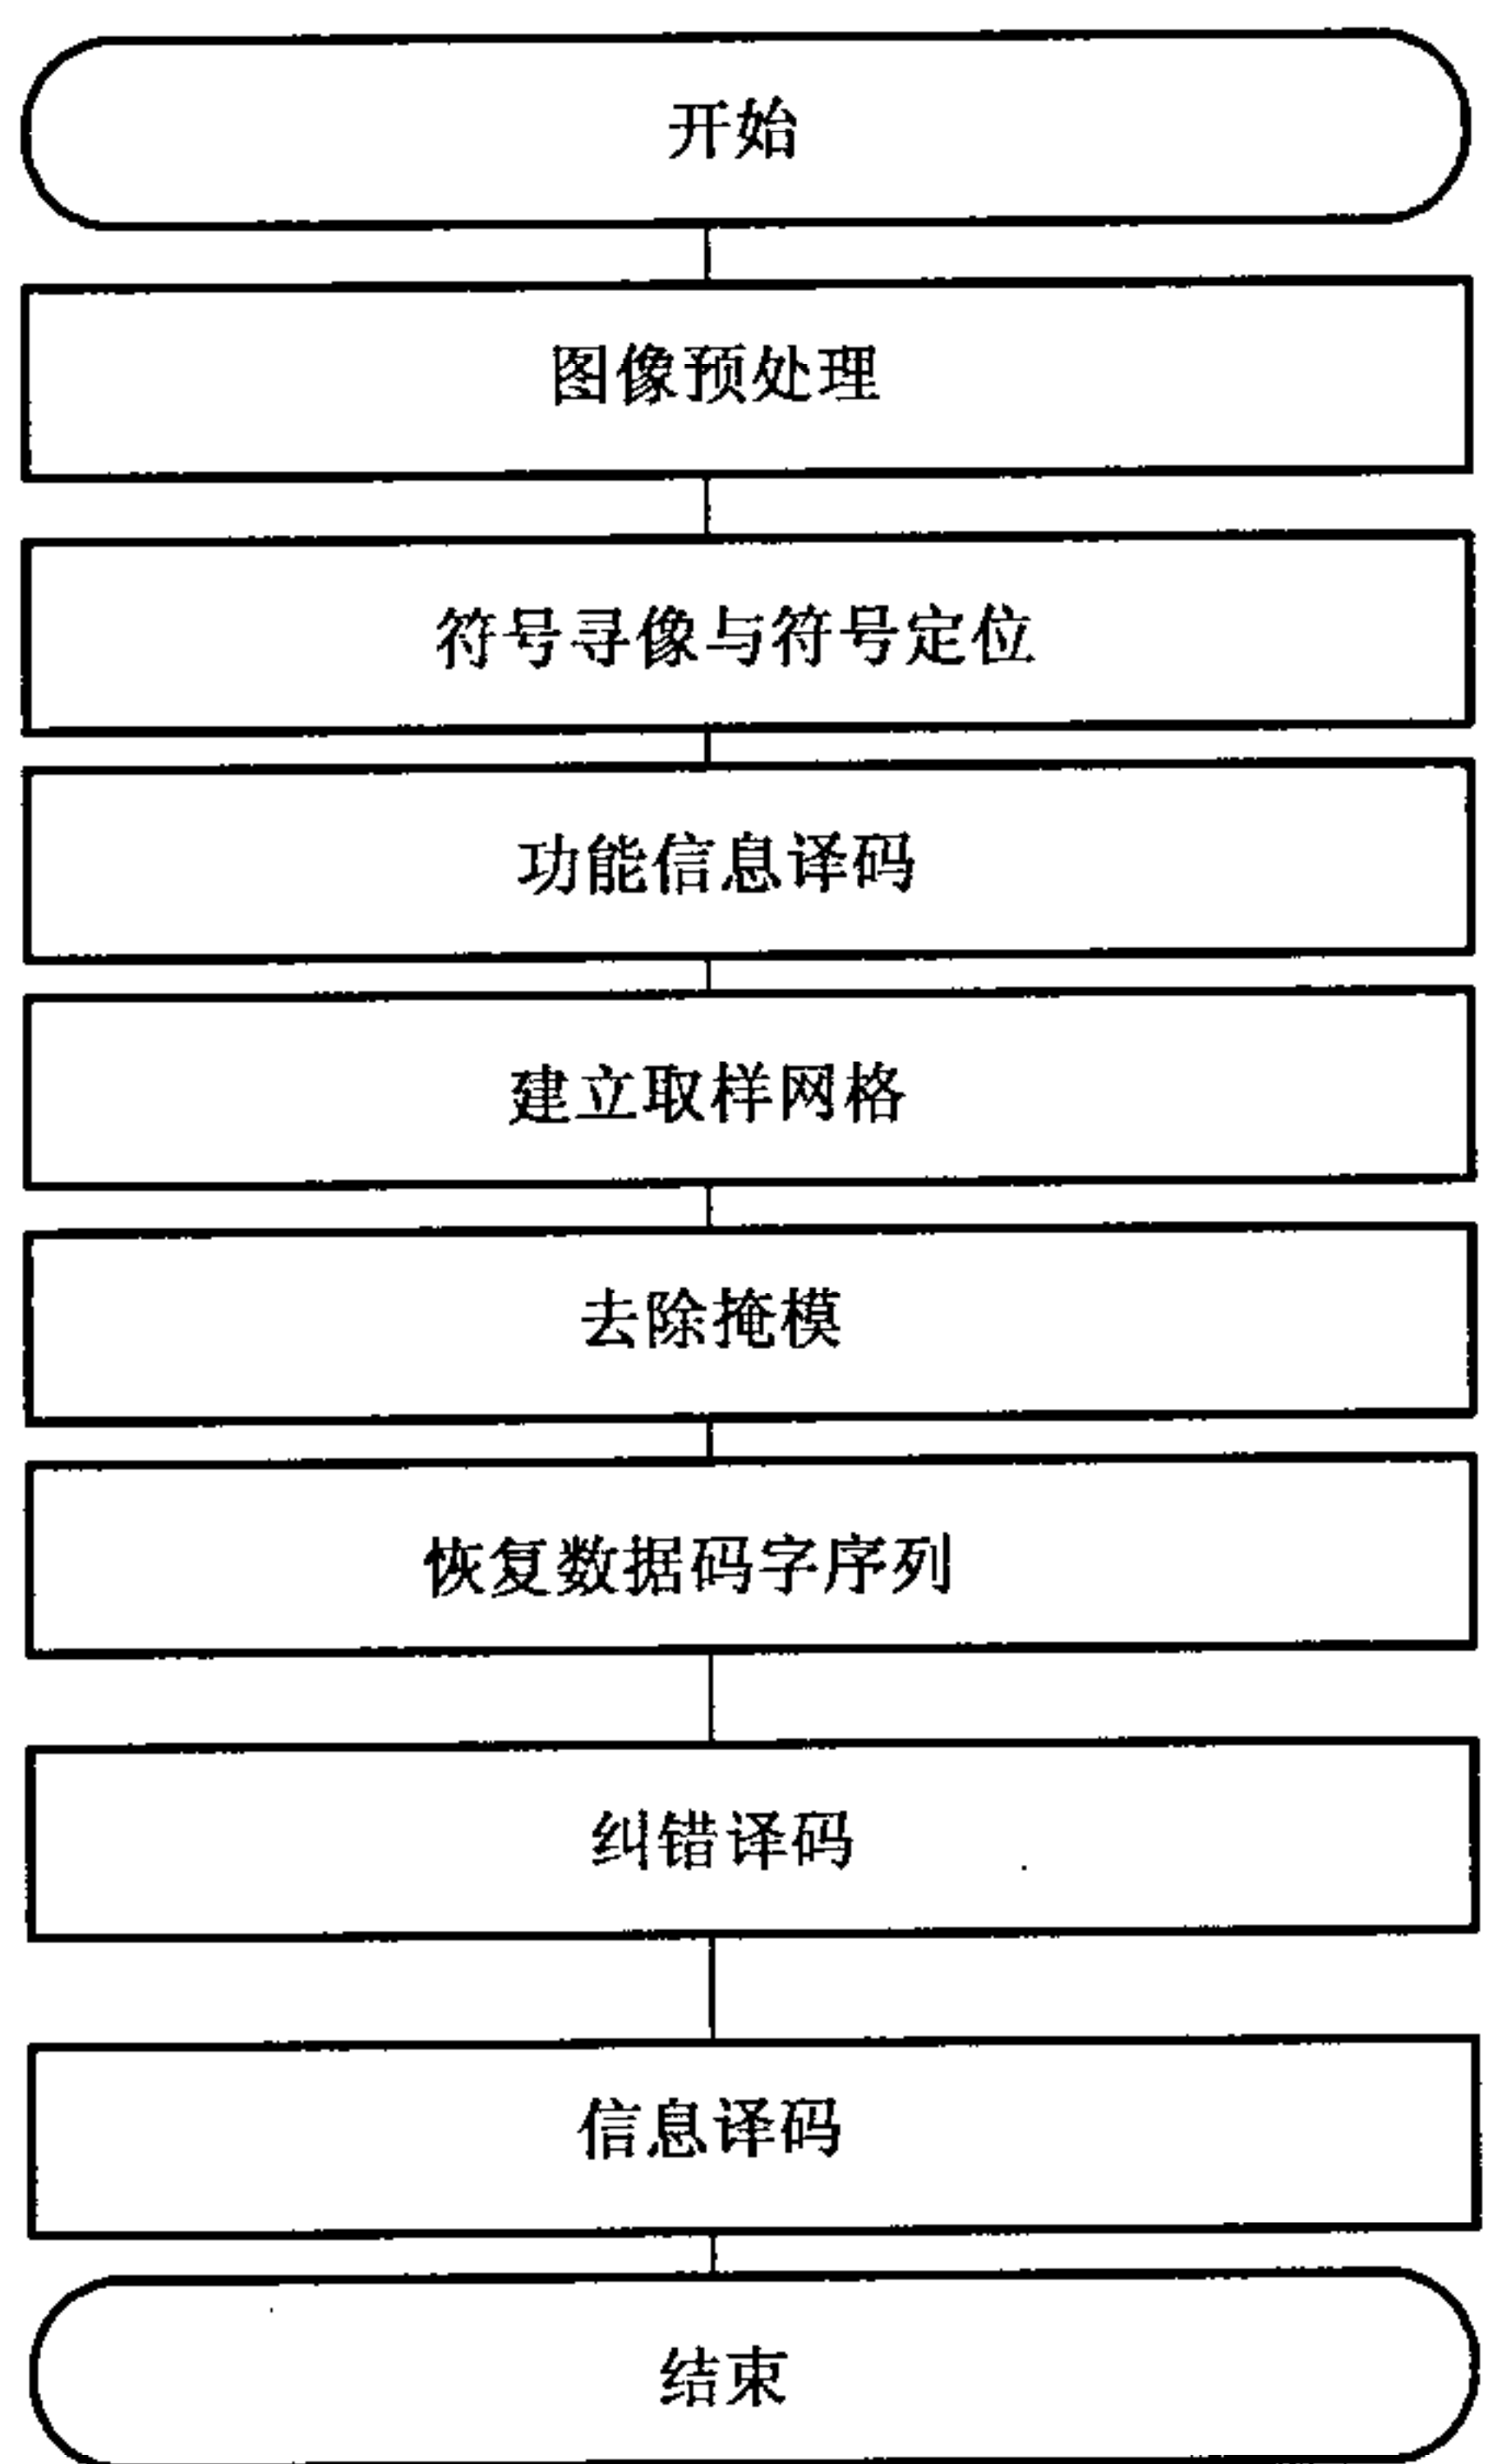 开始
图像预处理
符号寻像与符号定位
功能信息译码
建立取样网格
去除掩模
恢复数据码字序列
纠错译码
信息译码
结束